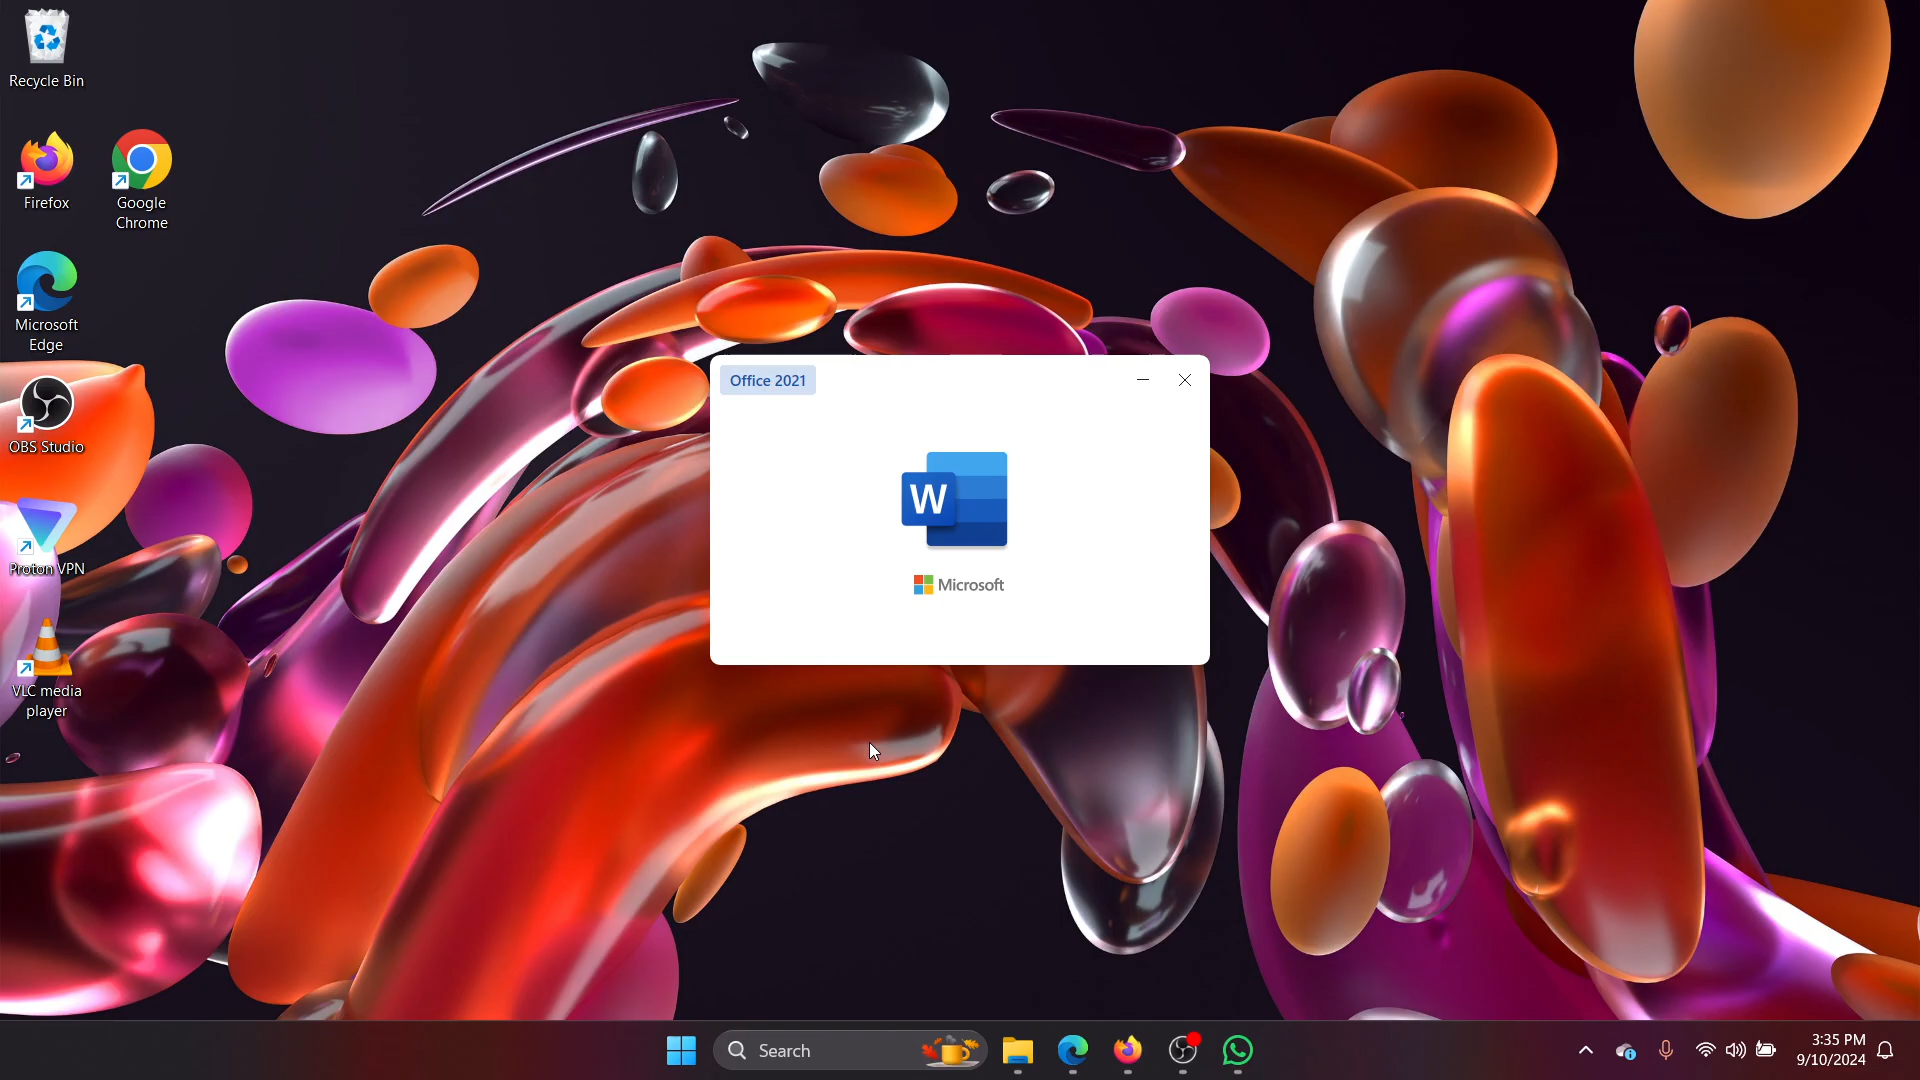 Recycle Bin
Firefox
Google
Chrome
Microsoft
Edge
OBS Studio
Proton VPN
VLC media
player
Office 2021
W
Microsoft
Search
3:35 PM
9/10/2024